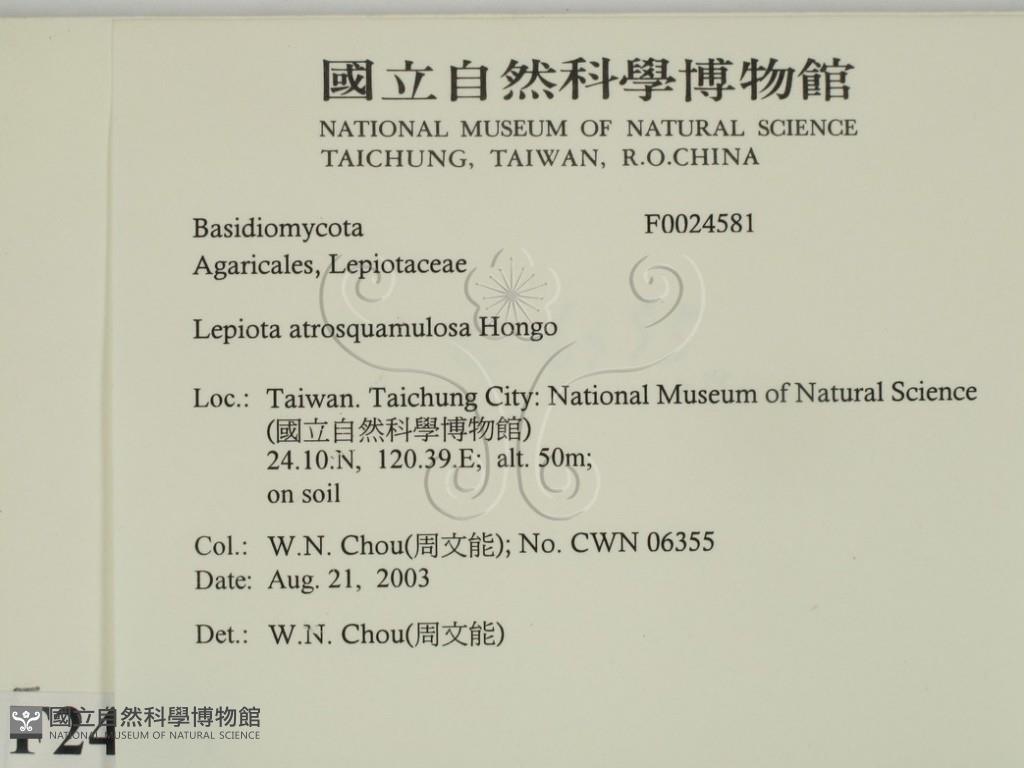 國立自然科學博物館
NATIONAL MUSEUM OF NATURAL SCIENCE
TAICHUNG, TAIWAN, R.O.CHINA
Basidiomycota F0024581
Agaricales, Lepiotaceae
Lepiota atrosquamulosa Hongo
Loc.: Taiwan. Taichung City: National Museum of Natural Science
(國立自然科學博物館)
24.10.N, 120.39.E; alt. 50m;
on soil
Col.: W.N. Chou(周文能); No. CWN 06355
Date: Aug. 21, 2003
Det.: W.N. Chou(周文能)
F24
國立自然科學博物館
NATIONAL MUSEUM OF NATURAL SCIENCE